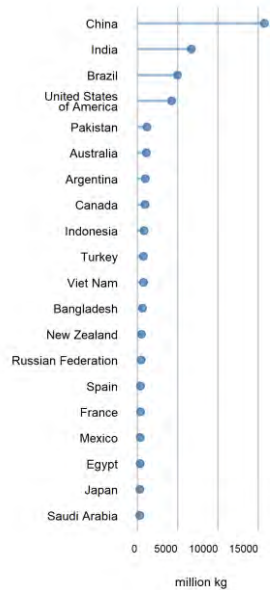 China
India
Brazil
United States
of America
Pakistan
Australia
Argentina
Canada
Indonesia
Turkey
Viet Nam
Bangladesh
New Zealand
Russian Federation
Spain
France
Mexico
Egypt
Japan
Saudi Arabia
0 5000 10000 15000
million kg